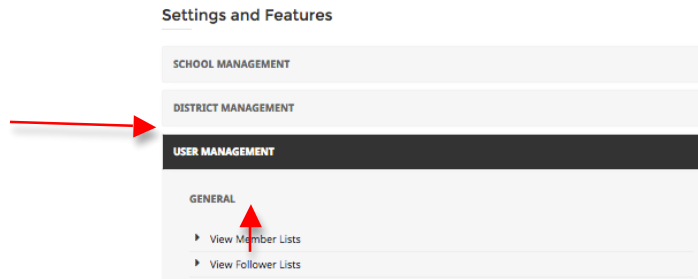 Settings and Features
SCHOOL MANAGEMENT
DISTRICT MANAGEMENT
USER MANAGEMENT
GENERAL
View Member Lists
View Follower Lists